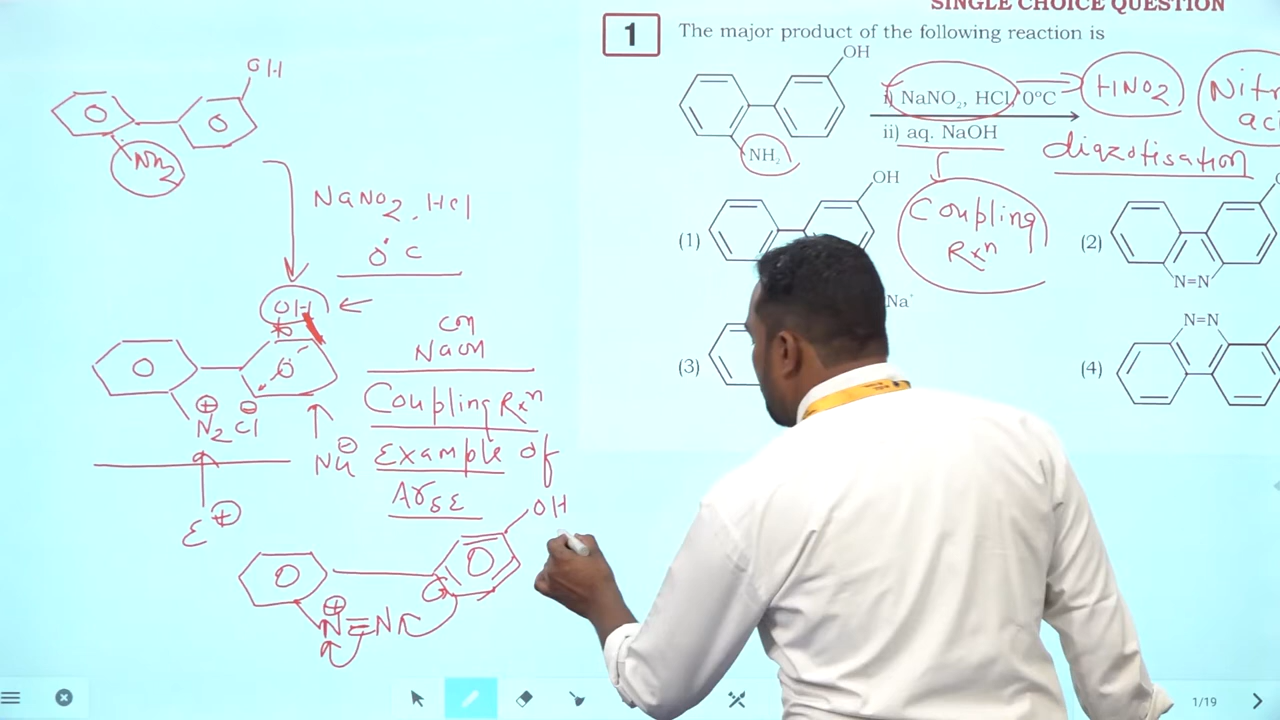 SINGLE CHOICE QUESTION
1 The major product of the following reaction is
OH
NH₂
i) NaNO₂, HCl, 0°C
ii) aq. NaOH
HNO2
Nitr
aci
diazotisation
Coupling
Rxⁿ
(1)
OH
(2)
N=N
(3)
Na⁺
(4)
N=N
OH
NH2
NaNO2, HCl
0°C
OH
N2 Cl
⊕ ⊖
E⊕
Nu⊖
NaOH
Coupling Rxⁿ
Example of
ArSE
OH
⊕
N≡N
1/19